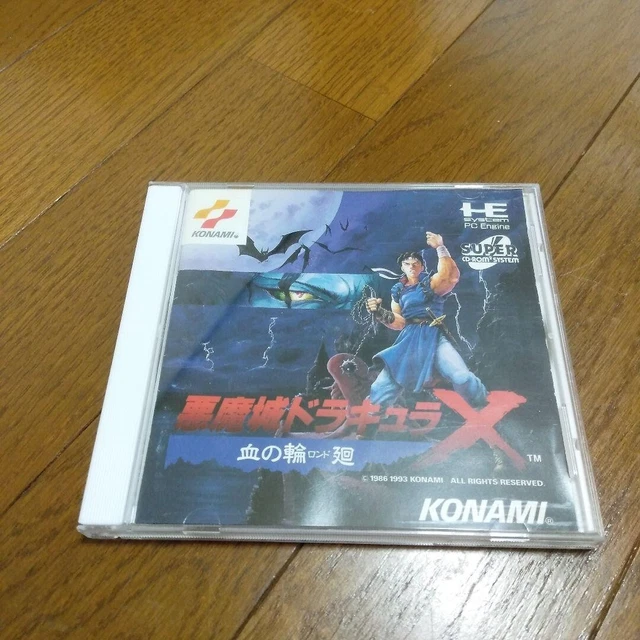 KONAMI®
HE
SYSTEM
PC Engine
SUPER
CD-ROM² SYSTEM
悪魔城ドラキュラX
TM
血の輪ロンド廻
© 1986 1993 KONAMI ALL RIGHTS RESERVED
KONAMI®